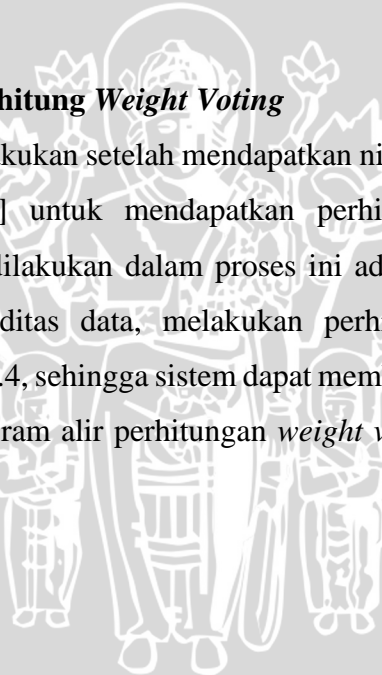 hitung Weight Voting
kukan setelah mendapatkan ni
] untuk mendapatkan perhi
dilakukan dalam proses ini ad
ditas data, melakukan perhi
.4, sehingga sistem dapat mem
ram alir perhitungan weight v